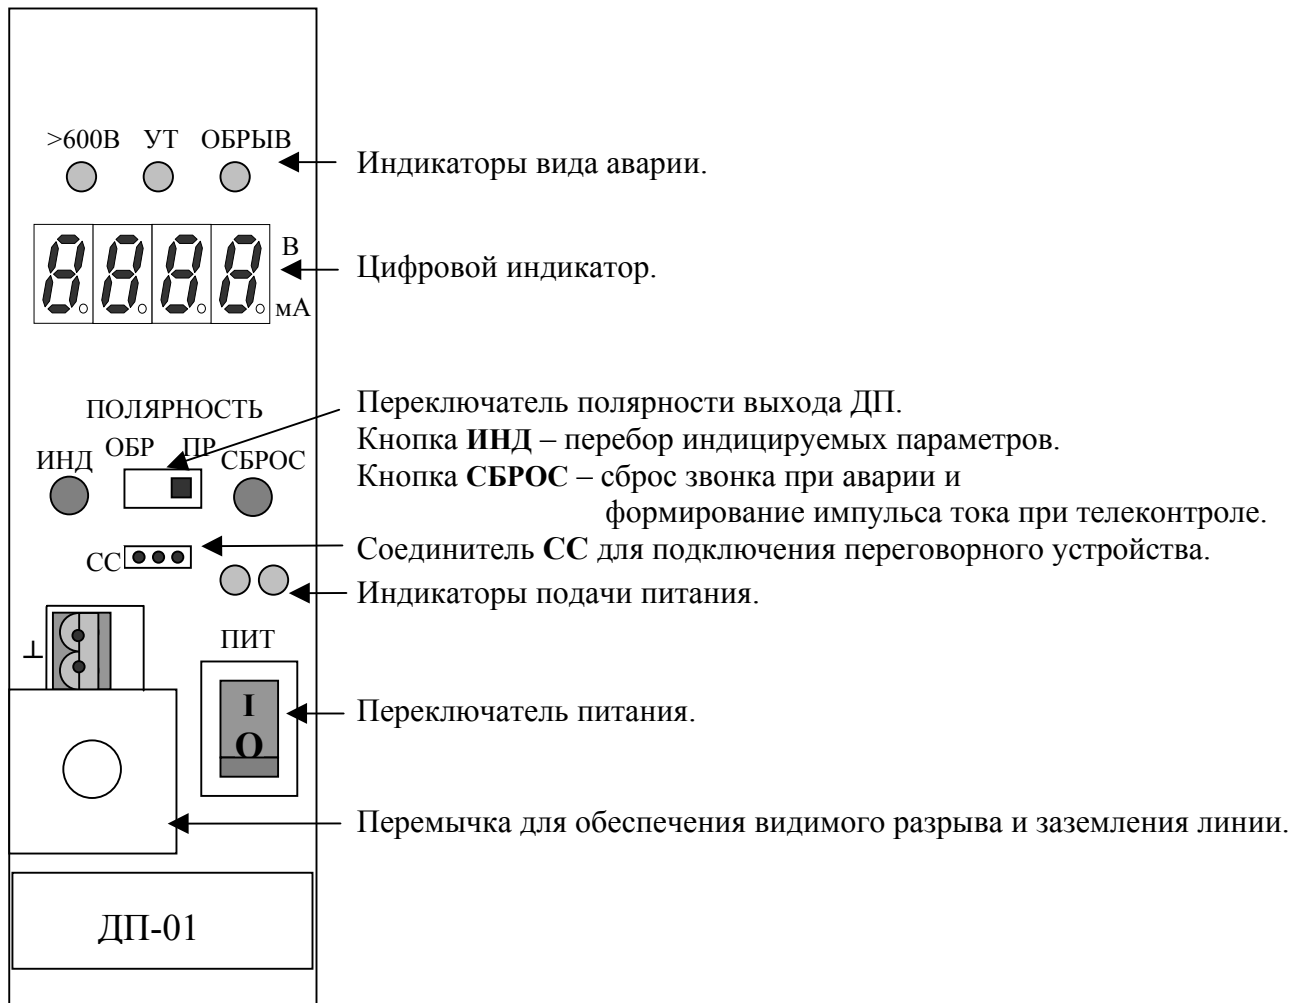 >600В УТ ОБРЫВ
Индикаторы вида аварии.
В
Цифровой индикатор.
мА
ПОЛЯРНОСТЬ
ОБР ПР
ИНД СБРОС
Переключатель полярности выхода ДП.
Кнопка ИНД – перебор индицируемых параметров.
Кнопка СБРОС – сброс звонка при аварии и
формирование импульса тока при телеконтроле.
СС
Соединитель СС для подключения переговорного устройства.
Индикаторы подачи питания.
ПИТ
⊥
I
О
Переключатель питания.
Перемычка для обеспечения видимого разрыва и заземления линии.
ДП-01